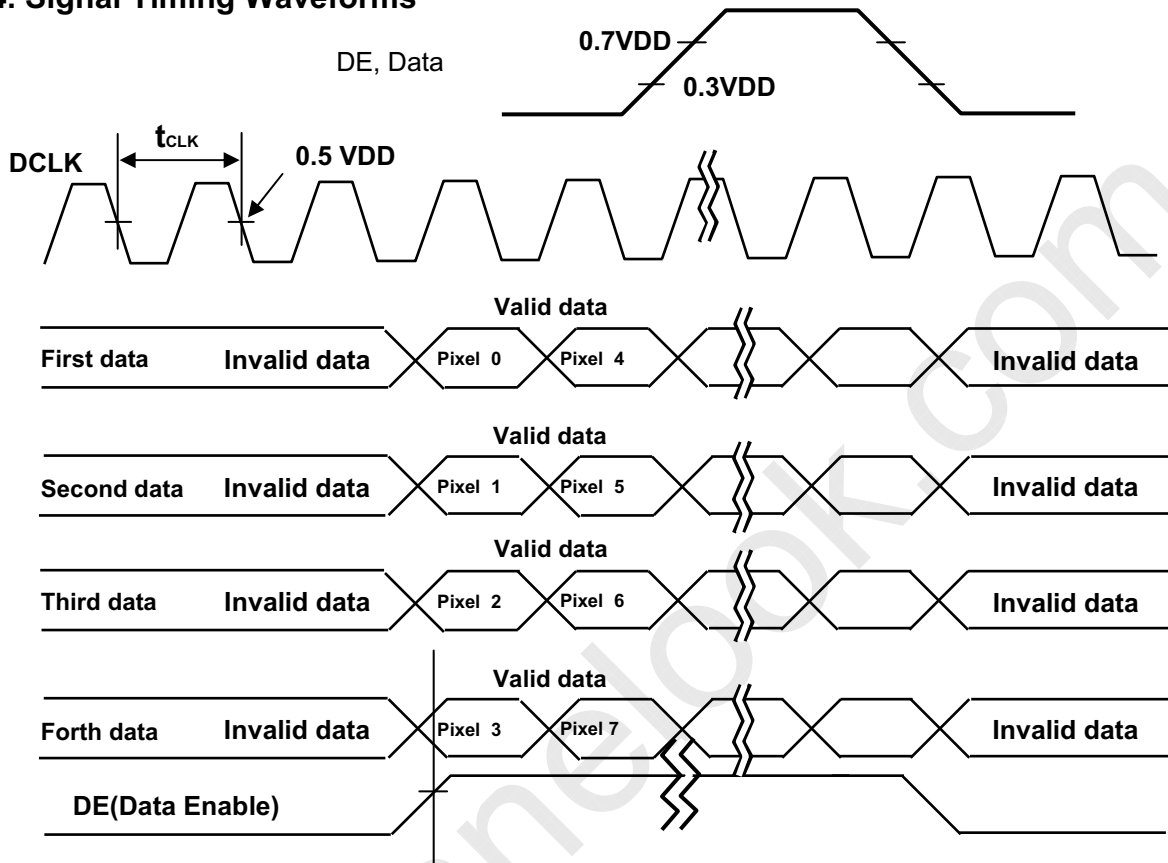 4. Signal Timing Waveforms
DE, Data
0.7VDD
0.3VDD
DCLK
tCLK
0.5 VDD
Valid data
First data Invalid data Pixel 0 Pixel 4 Invalid data
Valid data
Second data Invalid data Pixel 1 Pixel 5 Invalid data
Valid data
Third data Invalid data Pixel 2 Pixel 6 Invalid data
Valid data
Forth data Invalid data Pixel 3 Pixel 7 Invalid data
DE(Data Enable)
nelook.com